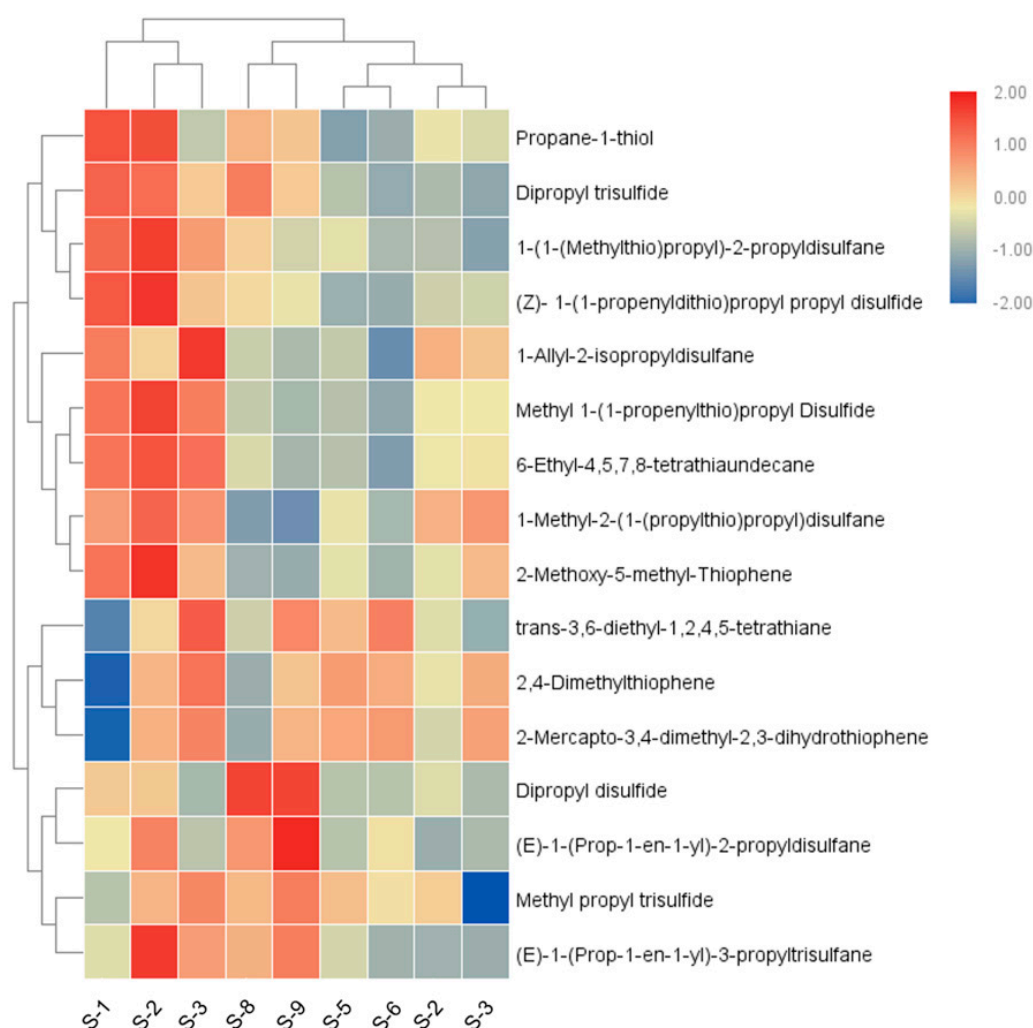 2.00
Propane-1-thiol
1.00
Dipropyl trisulfide
0.00
1-(1-(Methylthio)propyl)-2-propyldisulfane
-1.00
(Z)- 1-(1-propenyldithio)propyl propyl disulfide
-2.00
1-Allyl-2-isopropyldisulfane
Methyl 1-(1-propenylthio)propyl Disulfide
6-Ethyl-4,5,7,8-tetrathiaundecane
1-Methyl-2-(1-(propylthio)propyl)disulfane
2-Methoxy-5-methyl-Thiophene
trans-3,6-diethyl-1,2,4,5-tetrathiane
2,4-Dimethylthiophene
2-Mercapto-3,4-dimethyl-2,3-dihydrothiophene
Dipropyl disulfide
(E)-1-(Prop-1-en-1-yl)-2-propyldisulfane
Methyl propyl trisulfide
(E)-1-(Prop-1-en-1-yl)-3-propyltrisulfane
S-1 S-2 S-3 S-8 S-9 S-5 S-6 S-2 S-3